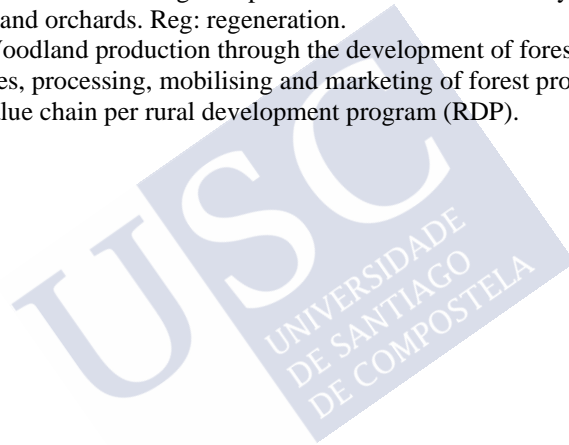 and orchards. Reg: regeneration.
oodland production through the development of fores
es, processing, mobilising and marketing of forest pro
lue chain per rural development program (RDP).
USC
UNIVERSIDADE
DE SANTIAGO
DE COMPOSTELA